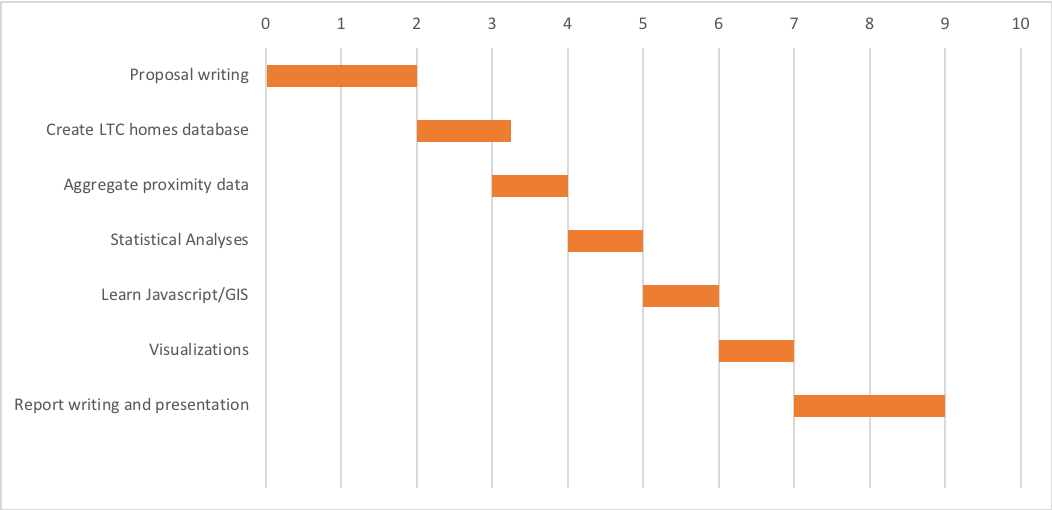 0 1 2 3 4 5 6 7 8 9 10
Proposal writing
Create LTC homes database
Aggregate proximity data
Statistical Analyses
Learn Javascript/GIS
Visualizations
Report writing and presentation